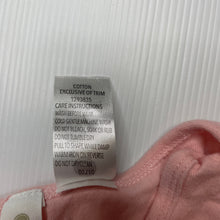 COTTON
EXCLUSIVE OF TRIM
CARE INSTRUCTIONS
WASH BEFORE WEAR
COLD GENTLE MACHINE WASH
DO NOT BLEACH, SOAK OR RUB
DO NOT TUMBLE DRY
PULL TO SHAPE WHILE DAMP
WARM IRON ON REVERSE
DO NOT DRYCLEAN